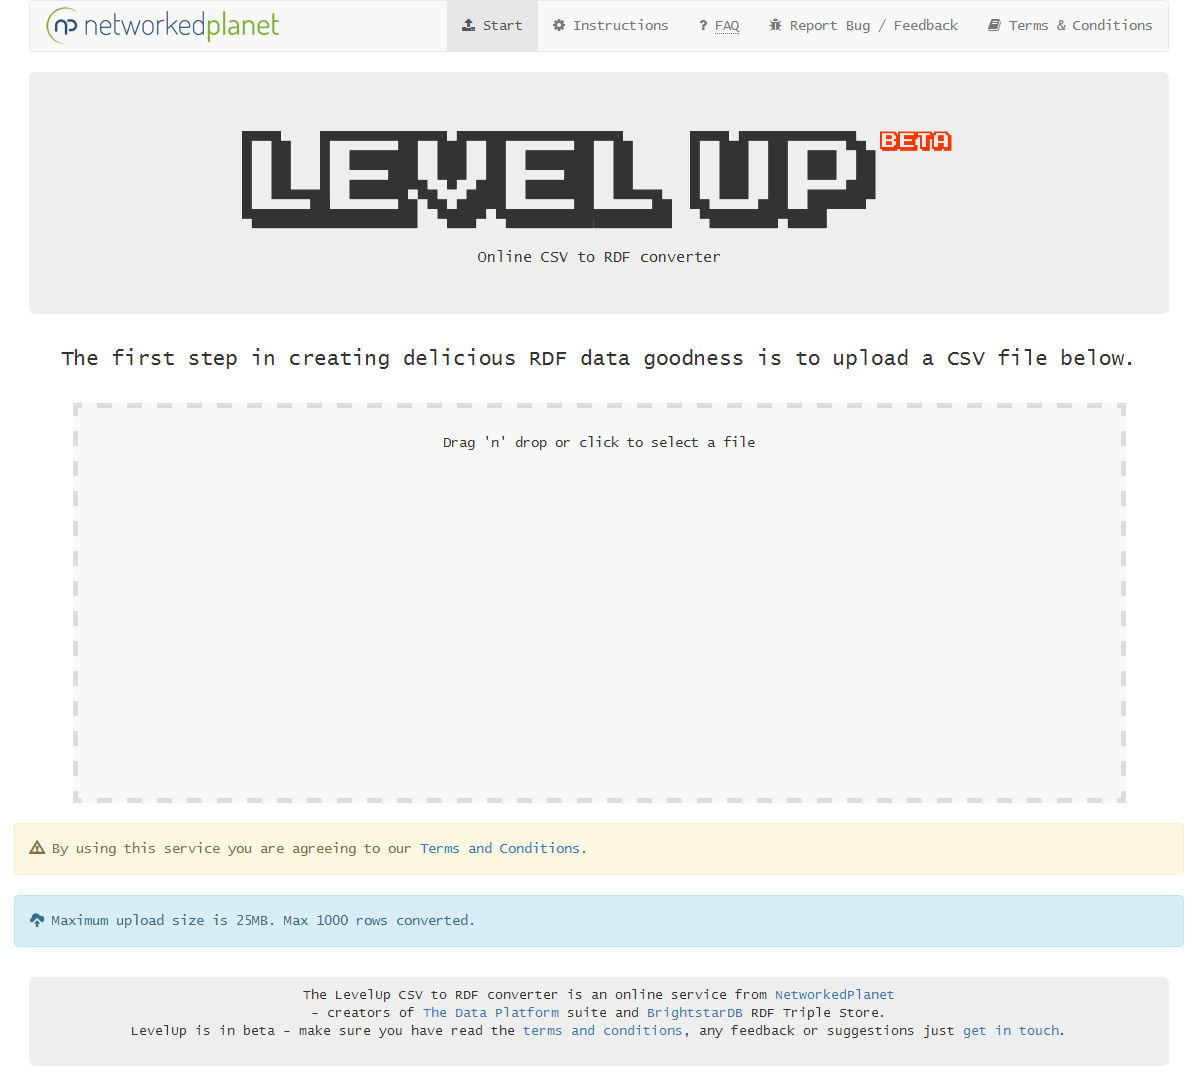 networkedplanet
Start
Instructions
? FAQ
Report Bug / Feedback
Terms & Conditions
LEVEL UP BETA
Online CSV to RDF converter
The first step in creating delicious RDF data goodness is to upload a CSV file below.
Drag 'n' drop or click to select a file
By using this service you are agreeing to our Terms and Conditions.
Maximum upload size is 25MB. Max 1000 rows converted.
The LevelUp CSV to RDF converter is an online service from NetworkedPlanet
- creators of The Data Platform suite and BrightstarDB RDF Triple Store.
LevelUp is in beta - make sure you have read the terms and conditions, any feedback or suggestions just get in touch.